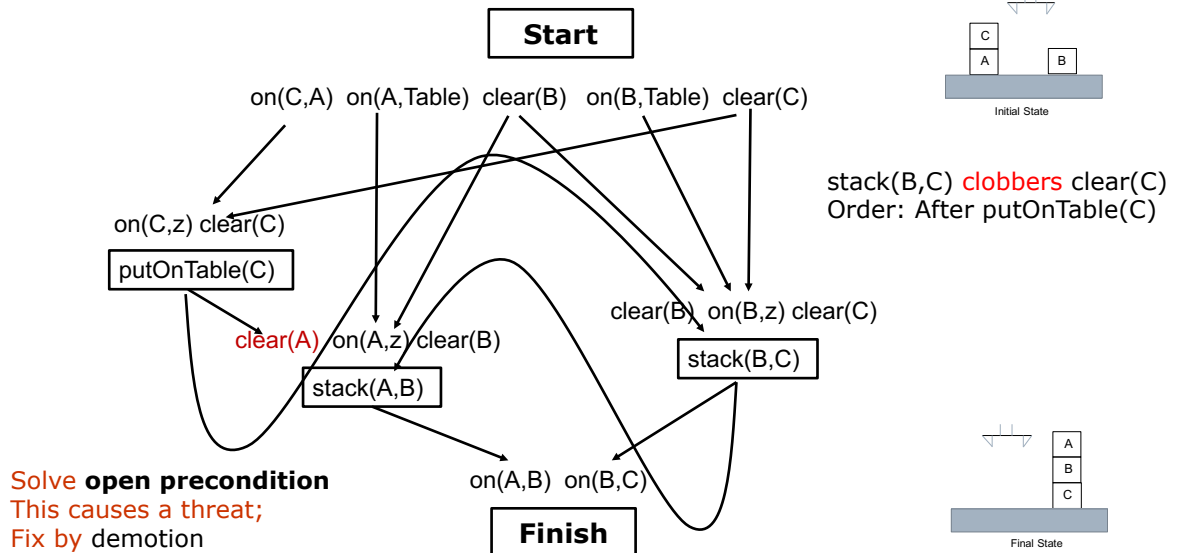 Start
C
A
B
Initial State
on(C,A) on(A,Table) clear(B) on(B,Table) clear(C)
stack(B,C) clobbers clear(C)
Order: After putOnTable(C)
on(C,z) clear(C)
putOnTable(C)
clear(B) on(B,z) clear(C)
clear(A) on(A,z) clear(B)
stack(B,C)
stack(A,B)
on(A,B) on(B,C)
Finish
Solve open precondition
This causes a threat;
Fix by demotion
A
B
C
Final State